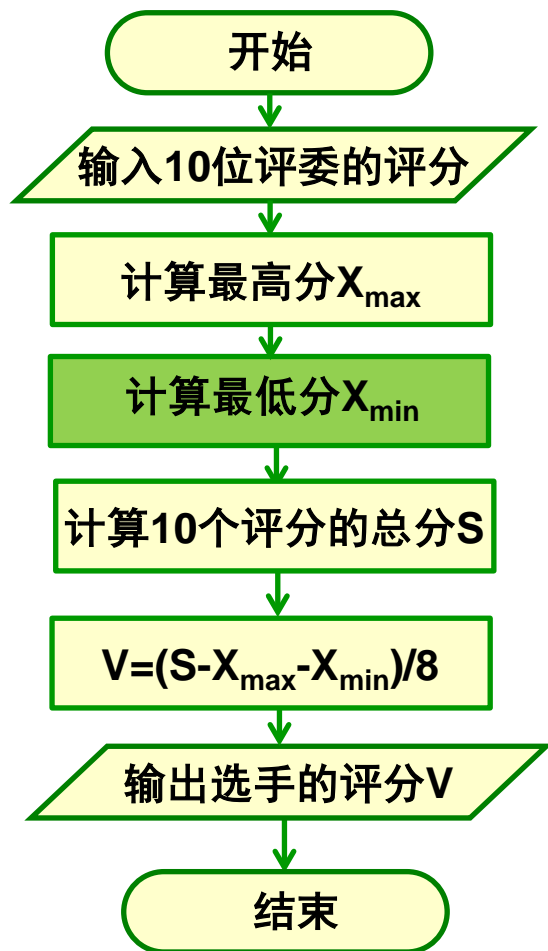 开始
输入10位评委的评分
计算最高分Xmax
计算最低分Xmin
计算10个评分的总分S
V=(S-Xmax-Xmin)/8
输出选手的评分V
结束